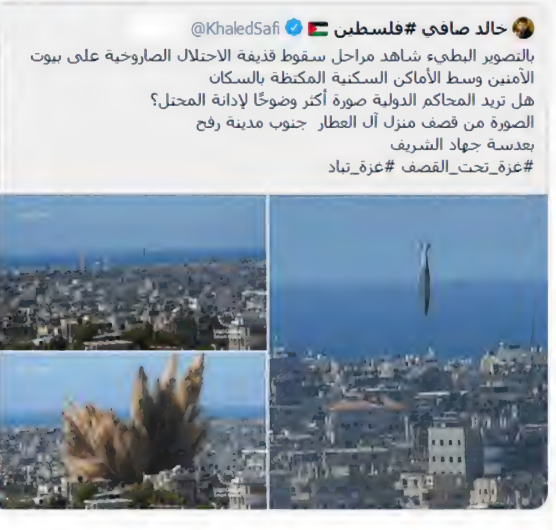 خالد صافي #فلسطين 🇵🇸 @KhaledSafi
بالتصوير البطيء شاهد مراحل سقوط قذيفة الاحتلال الصاروخية على بيوت
الآمنين وسط الأماكن السكنية المكتظة بالسكان
هل تريد المحاكم الدولية صورة أكثر وضوحًا لإدانة المحتل؟
الصورة من قصف منزل آل العطار جنوب مدينة رفح
بعدسة جهاد الشريف
#غزة_تحت_القصف #غزة_تباد